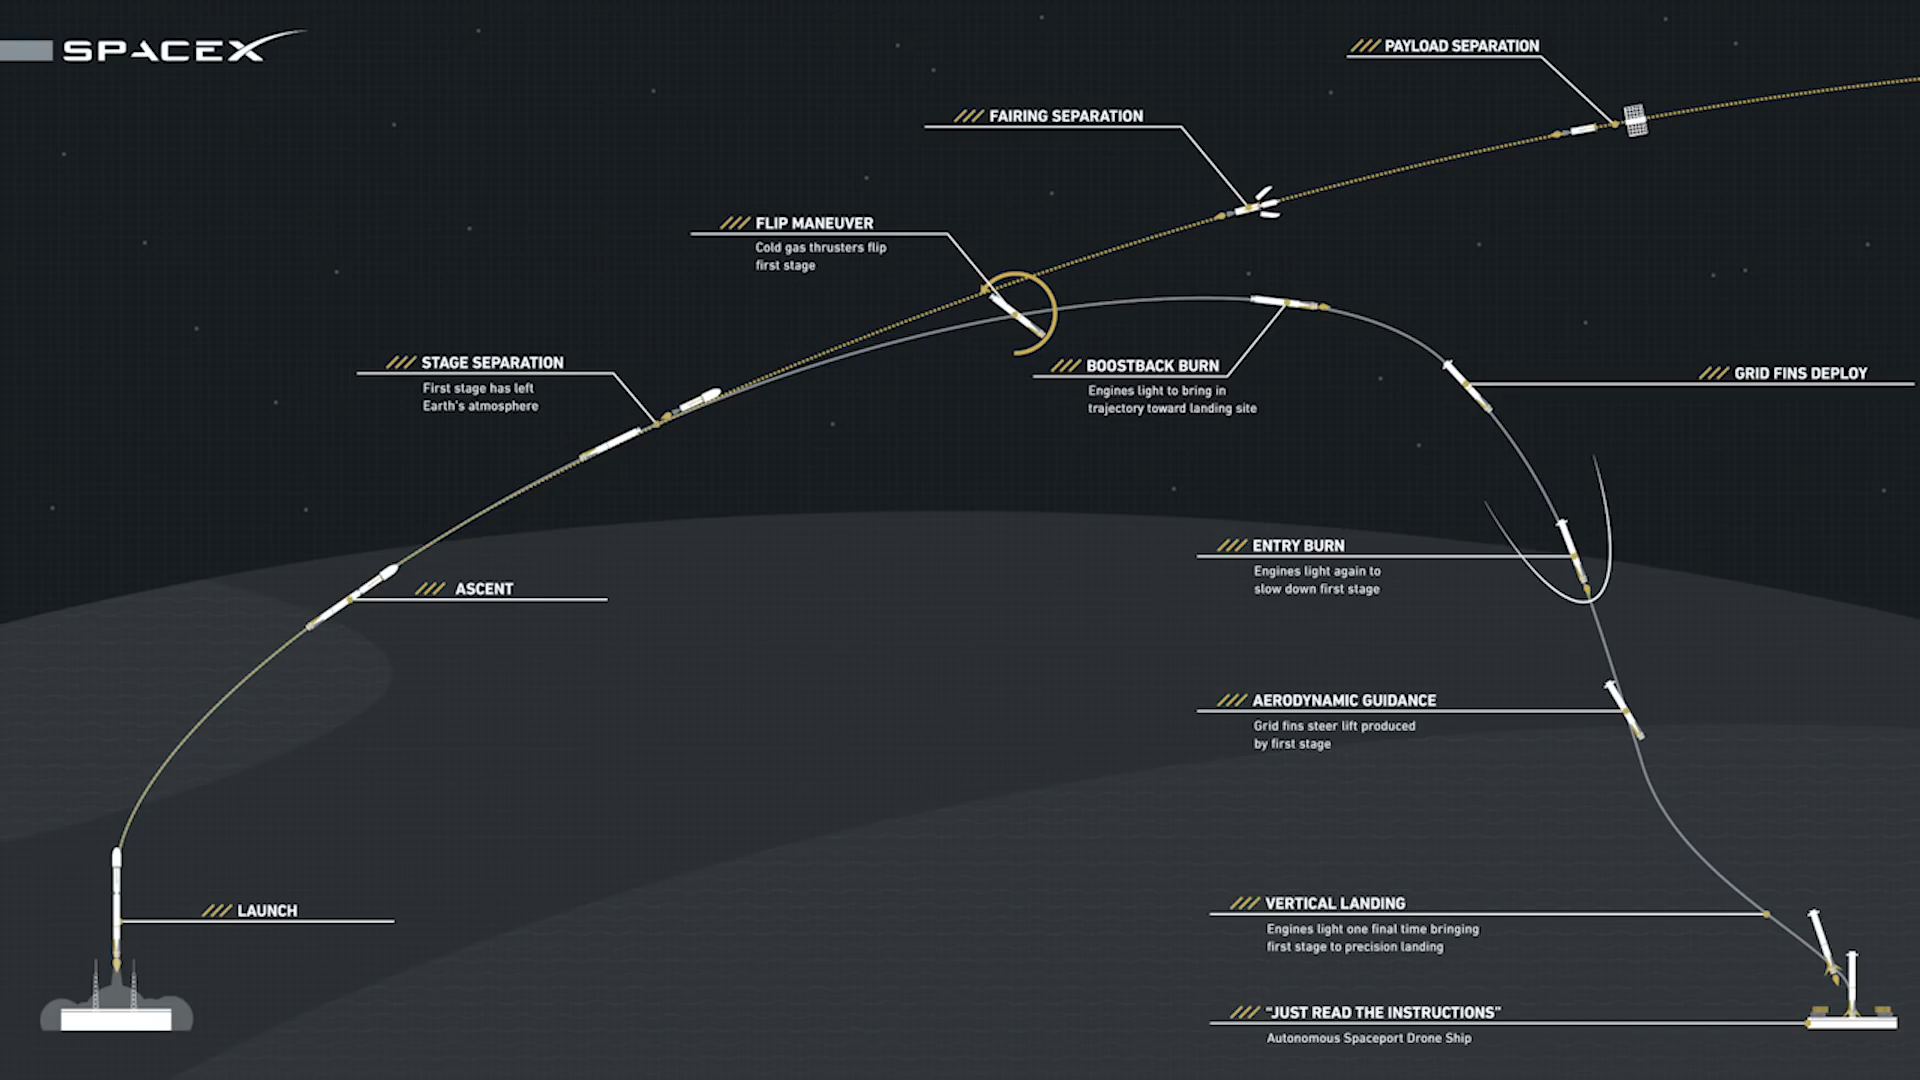 SPACEX
PAYLOAD SEPARATION
FAIRING SEPARATION
FLIP MANEUVER
Cold gas thrusters flip
first stage
STAGE SEPARATION
First stage has left
Earth's atmosphere
BOOSTBACK BURN
Engines light to bring in
trajectory toward landing site
GRID FINS DEPLOY
ENTRY BURN
Engines light again to
slow down first stage
ASCENT
AERODYNAMIC GUIDANCE
Grid fins steer lift produced
by first stage
LAUNCH
VERTICAL LANDING
Engines light one final time bringing
first stage to precision landing
"JUST READ THE INSTRUCTIONS"
Autonomous Spaceport Drone Ship